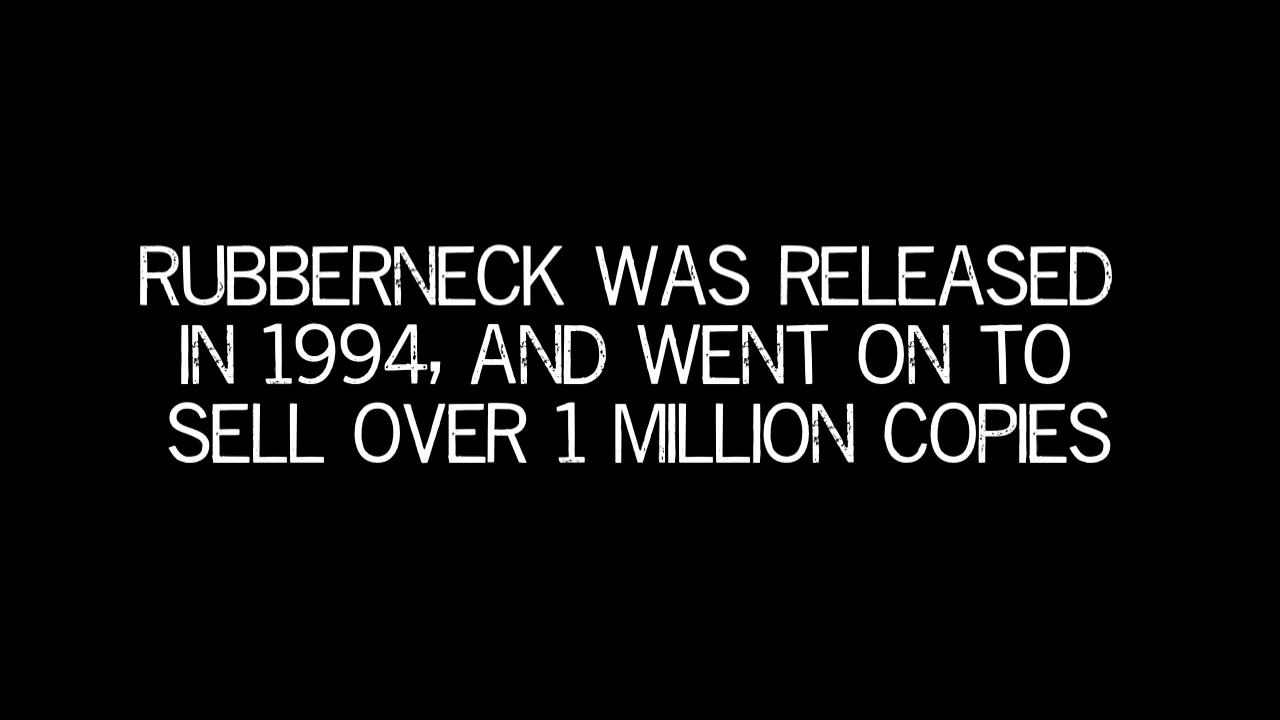 RUBBERNECK WAS RELEASED
IN 1994, AND WENT ON TO
SELL OVER 1 MILLION COPIES